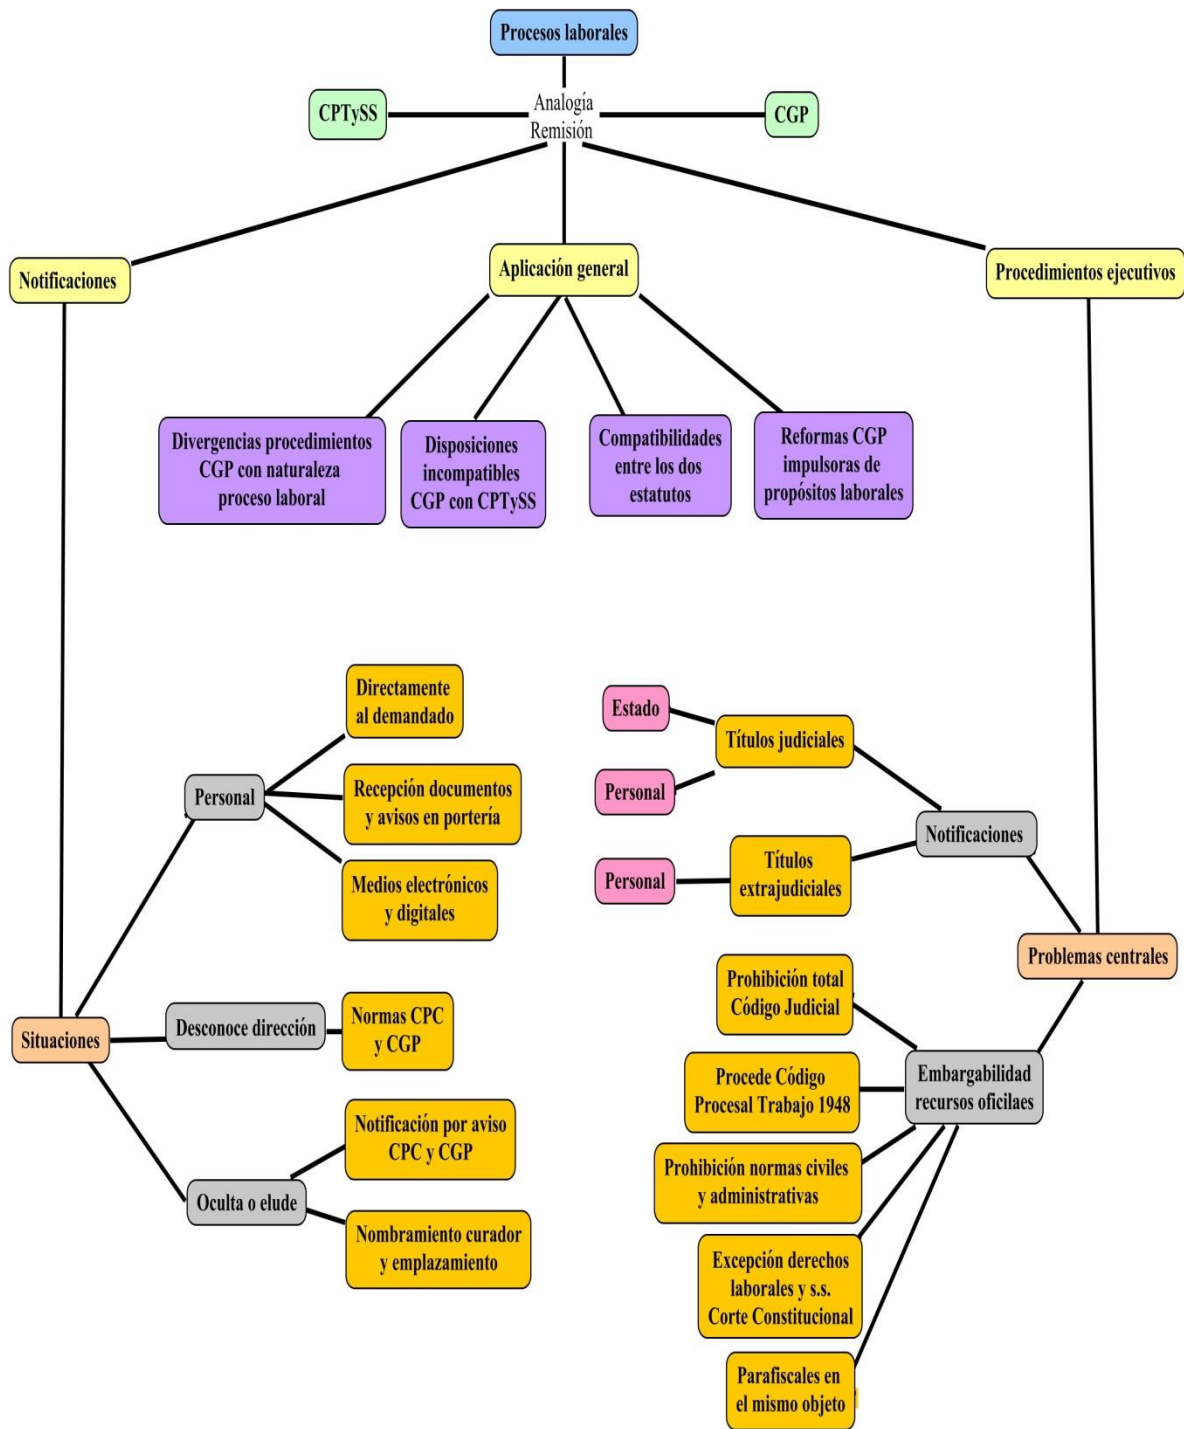 Procesos laborales
CPTySS
Analogía
Remisión
CGP
Notificaciones
Aplicación general
Procedimientos ejecutivos
Divergencias procedimientos
CGP con naturaleza
proceso laboral
Disposiciones
incompatibles
CGP con CPTySS
Compatibilidades
entre los dos
estatutos
Reformas CGP
impulsoras de
propósitos laborales
Directamente
al demandado
Personal
Recepción documentos
y avisos en portería
Medios electrónicos
y digitales
Situaciones
Desconoce dirección
Normas CPC
y CGP
Oculta o elude
Notificación por aviso
CPC y CGP
Nombramiento curador
y emplazamiento
Estado
Títulos judiciales
Personal
Notificaciones
Personal
Títulos
extrajudiciales
Problemas centrales
Prohibición total
Código Judicial
Procede Código
Procesal Trabajo 1948
Embargabilidad
recursos oficilaes
Prohibición normas civiles
y administrativas
Excepción derechos
laborales y s.s.
Corte Constitucional
Parafiscales en
el mismo objeto